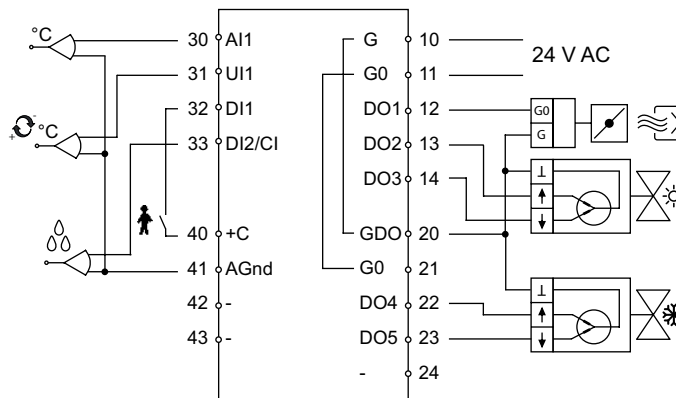 °C 30 AI1 G 10
31 UI1 G0 11 24 V AC
32 DI1 DO1 12 G0
- + °C 33 DI2/CI DO2 13 G
DO3 14 ⊥ ↑ ↓
40 +C GDO 20
41 AGnd G0 21
42 - DO4 22 ⊥ ↑
43 - DO5 23 ↓
- 24